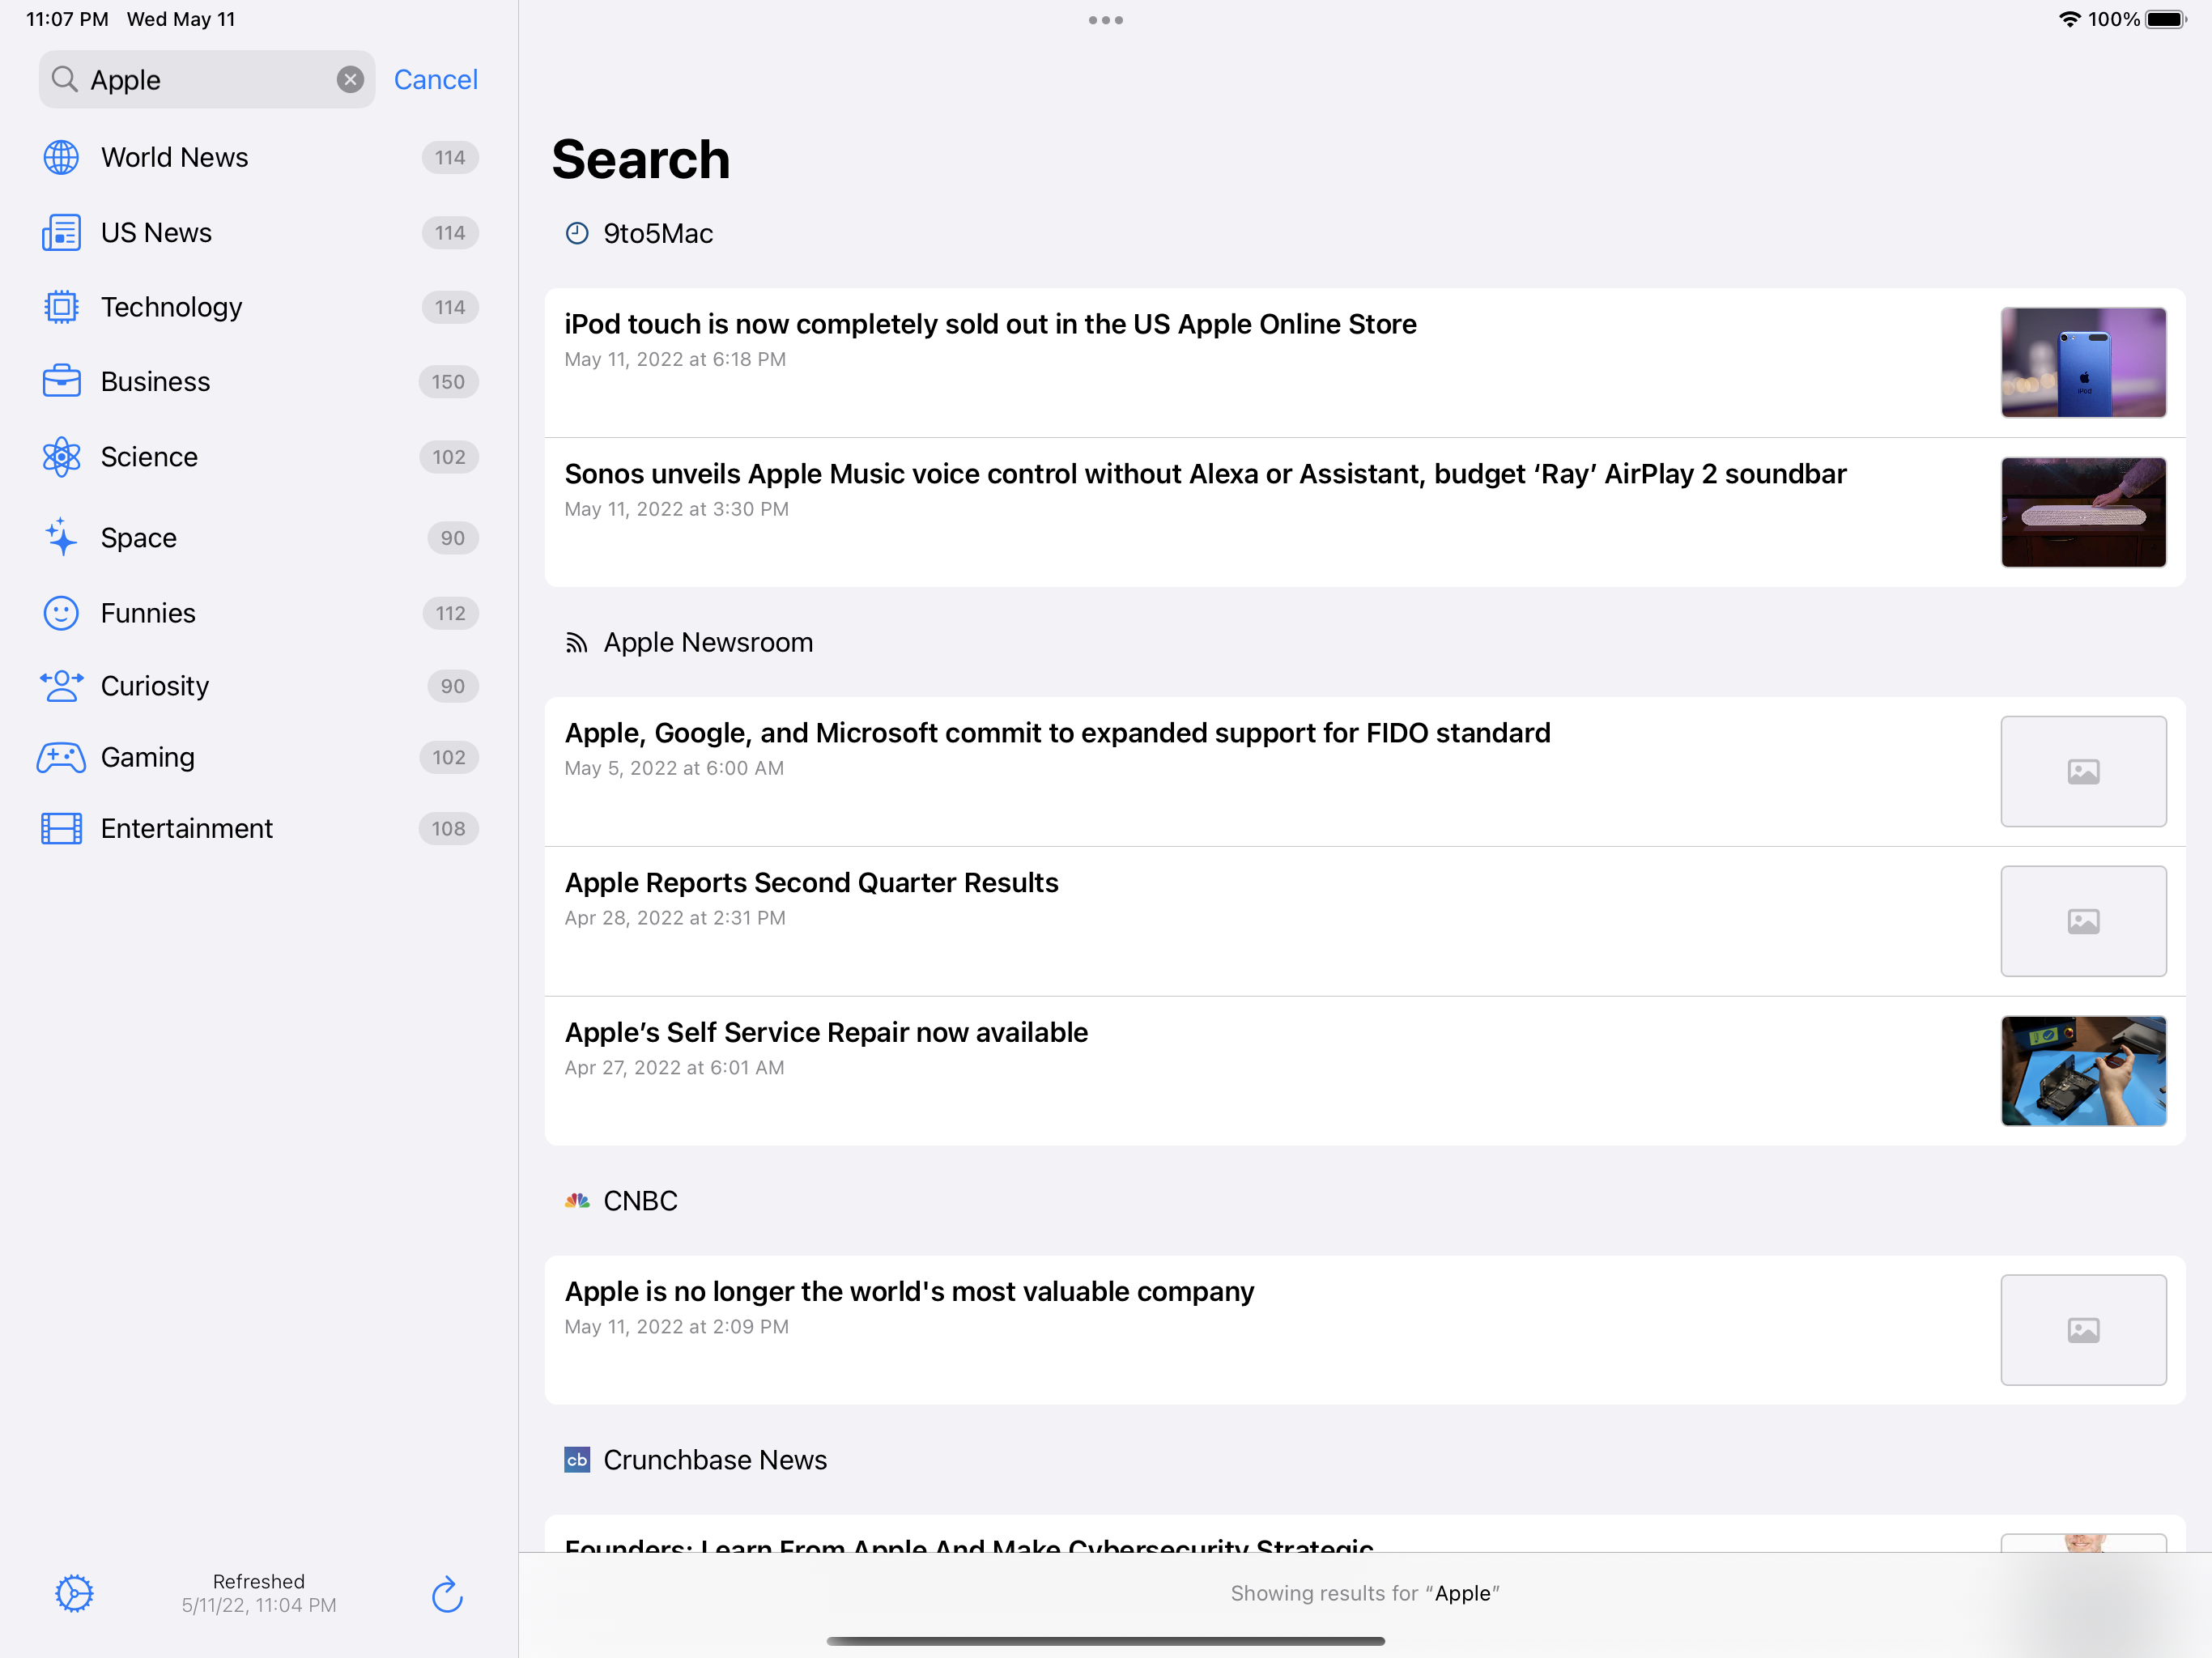 11:07 PM Wed May 11
100%
Apple
Cancel
World News 114
US News 114
Technology 114
Business 150
Science 102
Space 90
Funnies 112
Curiosity 90
Gaming 102
Entertainment 108
Refreshed
5/11/22, 11:04 PM
Search
9to5Mac
iPod touch is now completely sold out in the US Apple Online Store
May 11, 2022 at 6:18 PM
iPod
Sonos unveils Apple Music voice control without Alexa or Assistant, budget ‘Ray’ AirPlay 2 soundbar
May 11, 2022 at 3:30 PM
Apple Newsroom
Apple, Google, and Microsoft commit to expanded support for FIDO standard
May 5, 2022 at 6:00 AM
Apple Reports Second Quarter Results
Apr 28, 2022 at 2:31 PM
Apple’s Self Service Repair now available
Apr 27, 2022 at 6:01 AM
CNBC
Apple is no longer the world's most valuable company
May 11, 2022 at 2:09 PM
cb Crunchbase News
Founders: Learn From Apple And Make Cybersecurity Strategic
Showing results for “Apple”